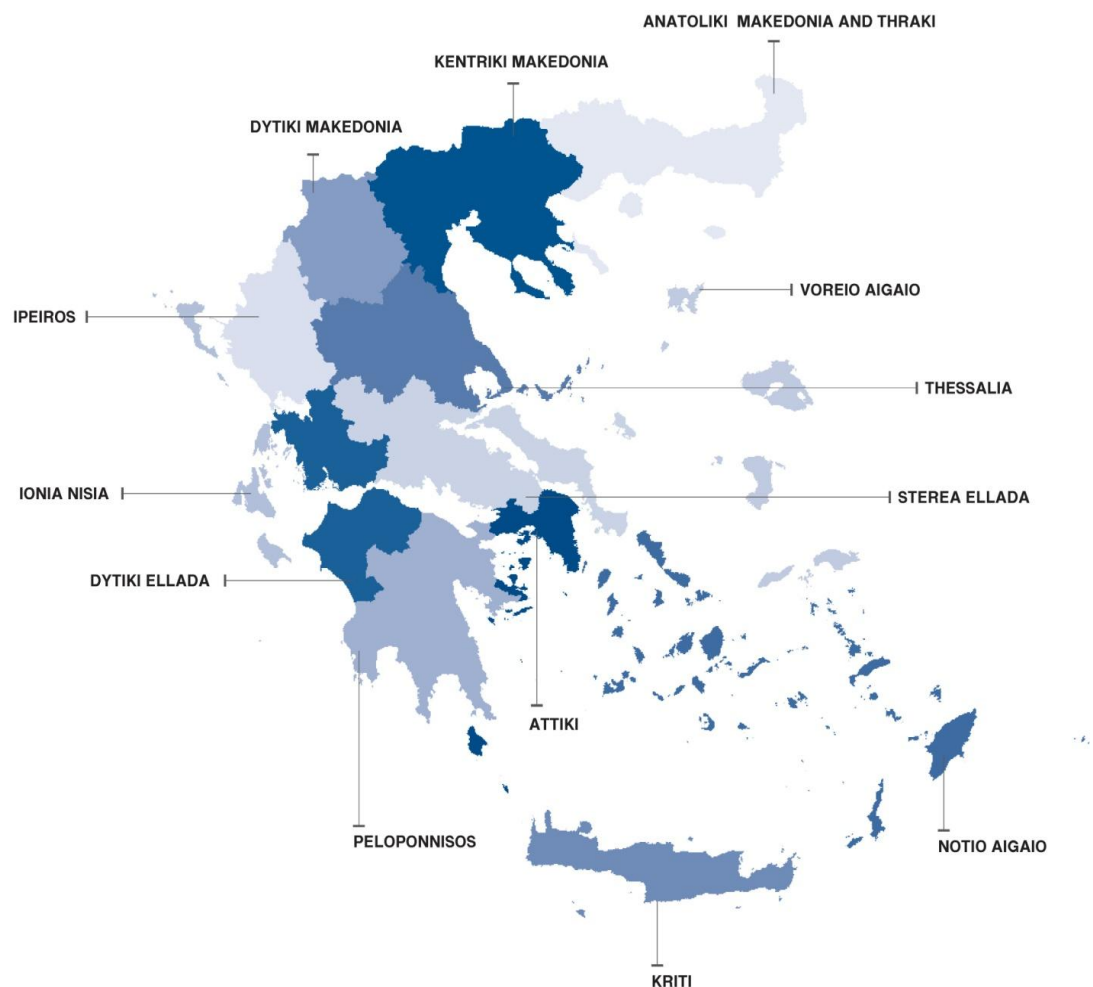 ANATOLIKI MAKEDONIA AND THRAKI
KENTRIKI MAKEDONIA
DYTIKI MAKEDONIA
VOREIO AIGAIO
IPEIROS
THESSALIA
IONIA NISIA
STEREA ELLADA
DYTIKI ELLADA
ATTIKI
PELOPONNISOS
NOTIO AIGAIO
KRITI